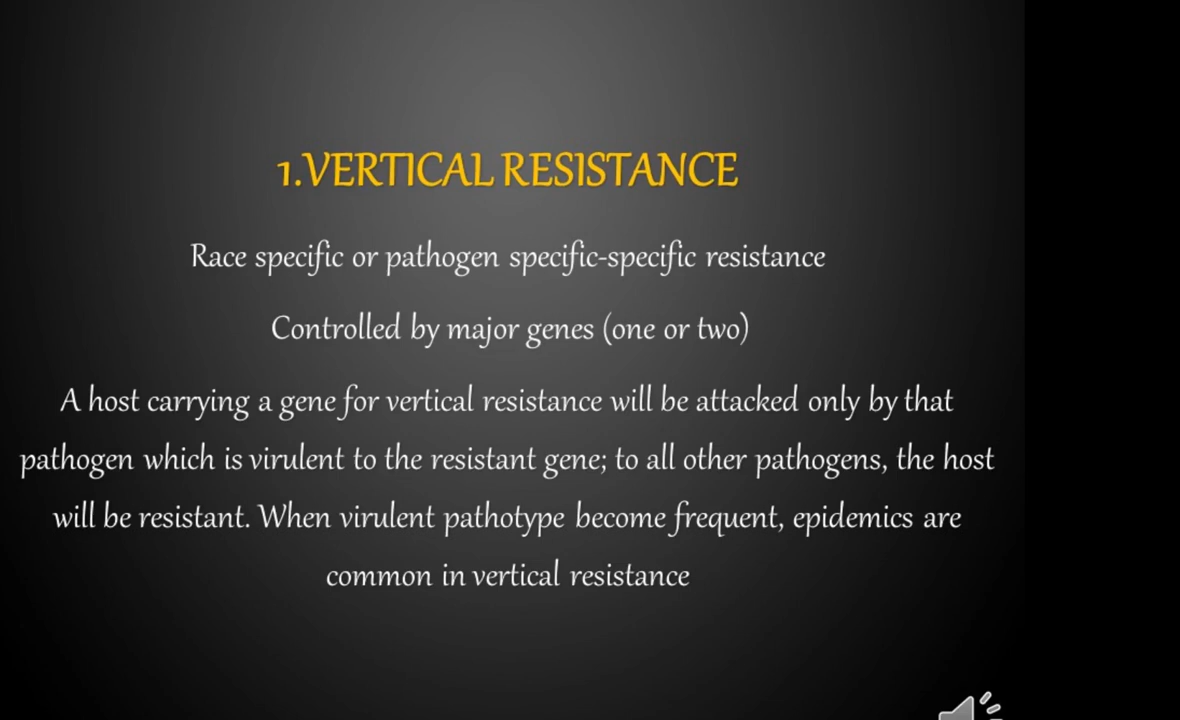 1.VERTICAL RESISTANCE
Race specific or pathogen specific-specific resistance
Controlled by major genes (one or two)
A host carrying a gene for vertical resistance will be attacked only by that
pathogen which is virulent to the resistant gene; to all other pathogens, the host
will be resistant. When virulent pathotype become frequent, epidemics are
common in vertical resistance